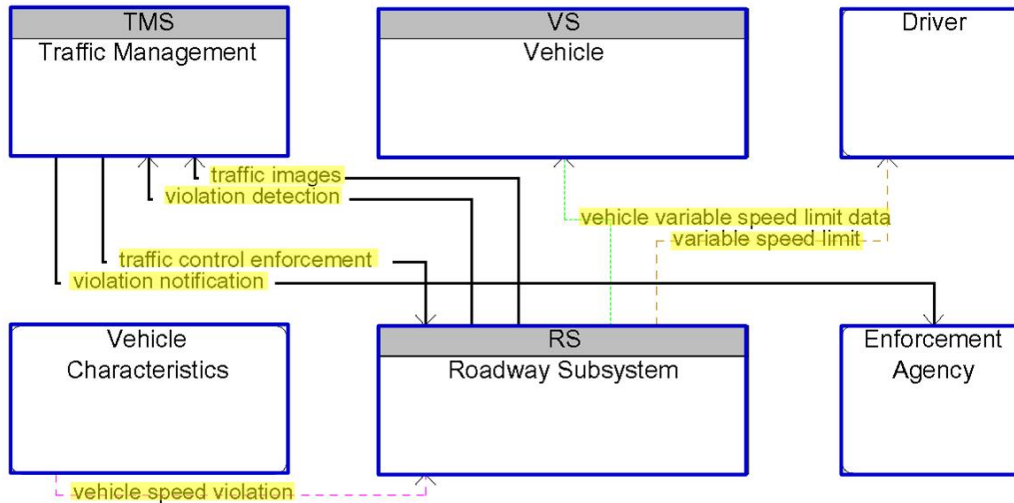 TMS
Traffic Management
VS
Vehicle
Driver
traffic images
violation detection
vehicle variable speed limit data
variable speed limit
traffic control enforcement
violation notification
Vehicle
Characteristics
RS
Roadway Subsystem
Enforcement
Agency
vehicle speed violation